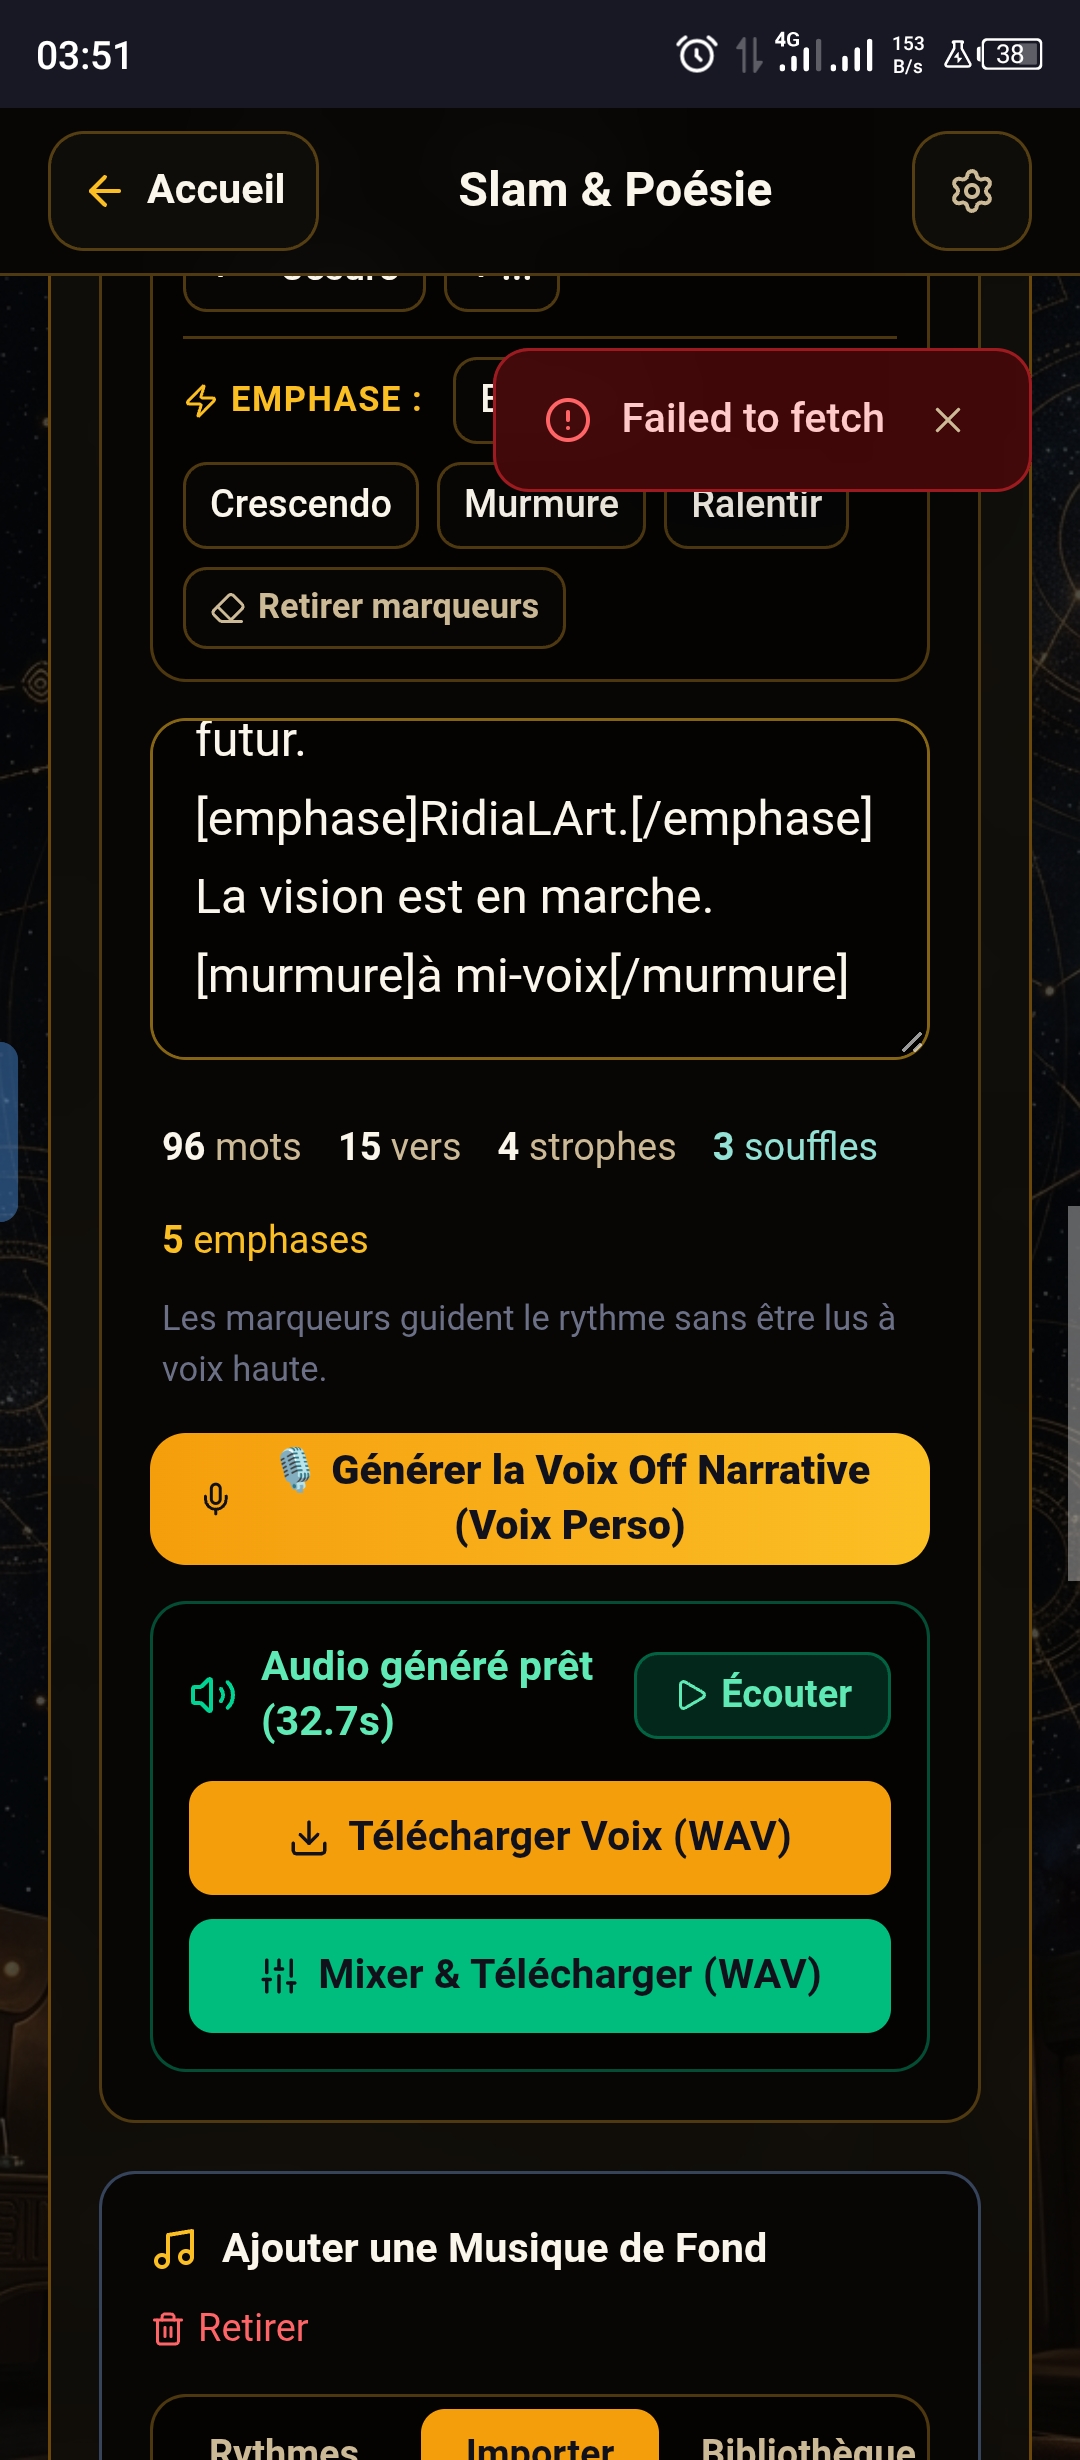 03:51
4G
153
B/s
38
Accueil
Slam & Poésie
EMPHASE :
Failed to fetch
Crescendo
Murmure
Ralentir
Retirer marqueurs
futur.
[emphase]RidiaLArt.[/emphase]
La vision est en marche.
[murmure]à mi-voix[/murmure]
96 mots 15 vers 4 strophes 3 souffles
5 emphases
Les marqueurs guident le rythme sans être lus à
voix haute.
Générer la Voix Off Narrative
(Voix Perso)
Audio généré prêt
(32.7s)
Écouter
Télécharger Voix (WAV)
Mixer & Télécharger (WAV)
Ajouter une Musique de Fond
Retirer
Rythmes
Importer
Bibliothèque